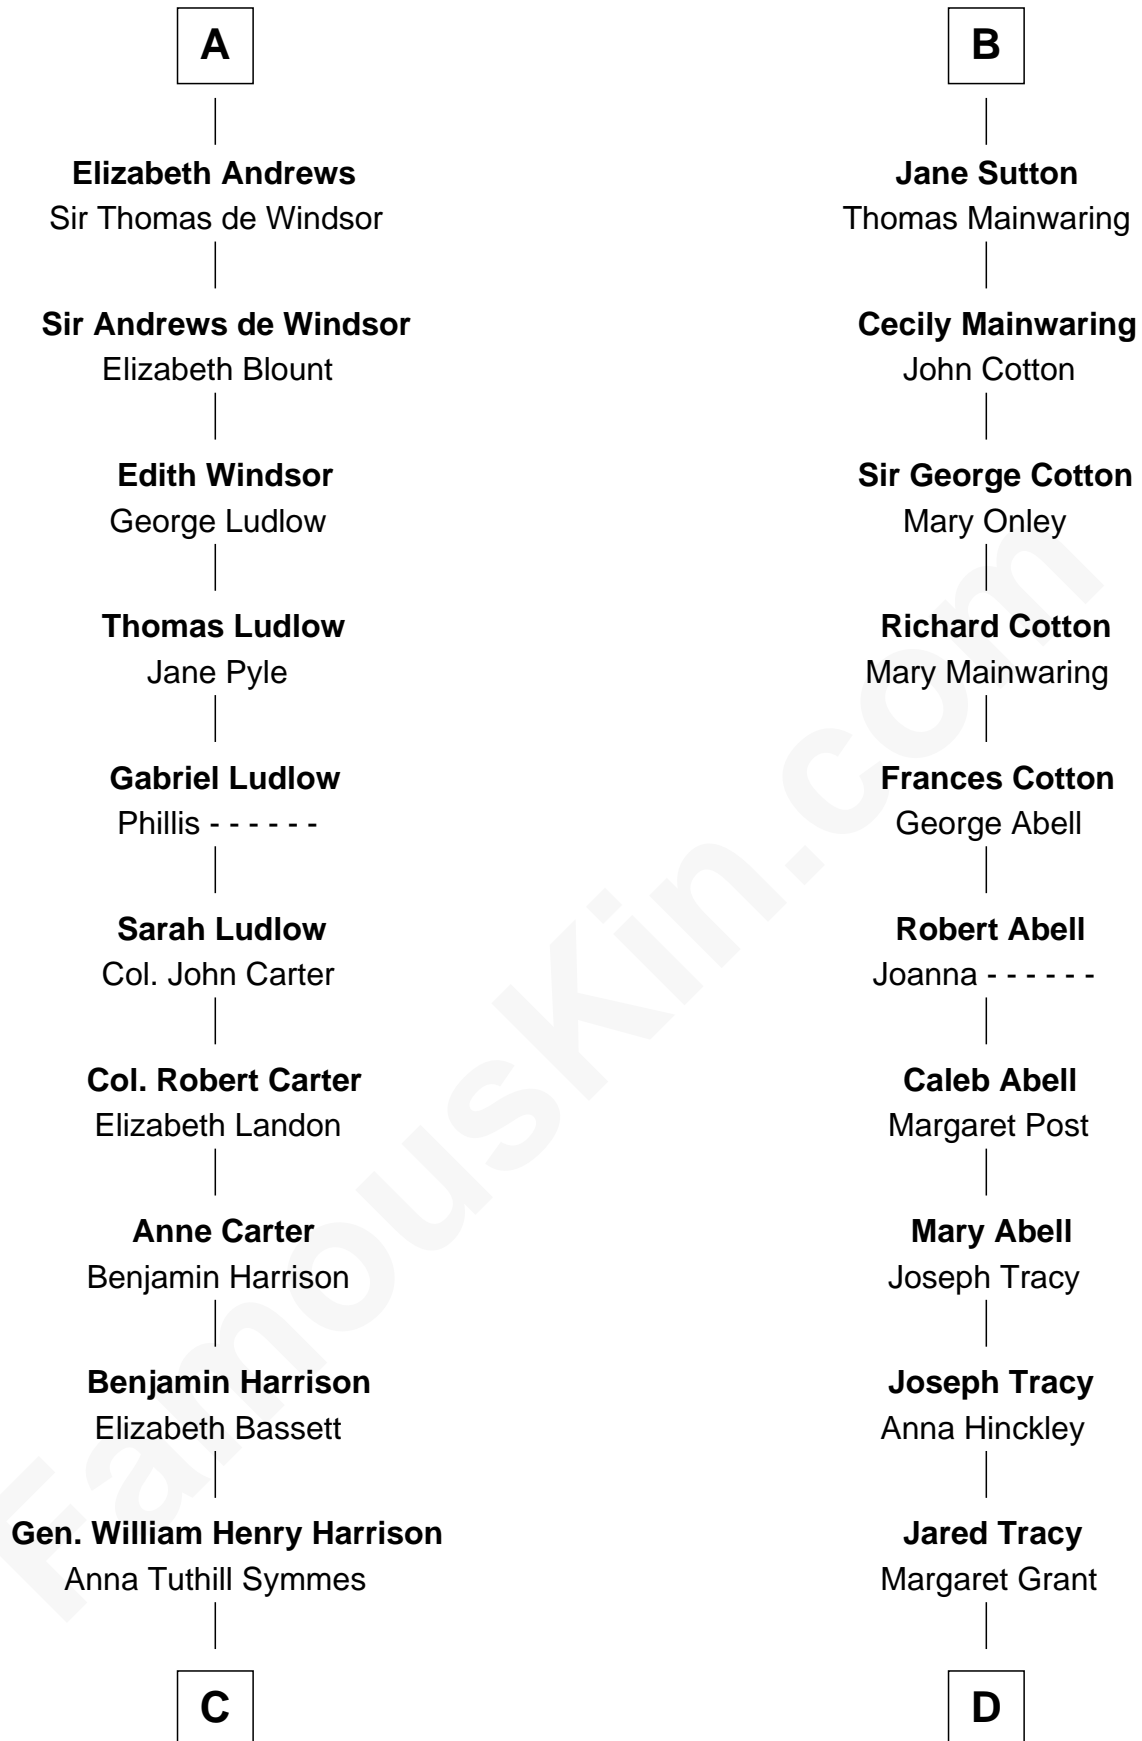 A
Elizabeth Andrews
Sir Thomas de Windsor
Sir Andrews de Windsor
Elizabeth Blount
Edith Windsor
George Ludlow
Thomas Ludlow
Jane Pyle
Gabriel Ludlow
Phillis - - - - - -
Sarah Ludlow
Col. John Carter
Col. Robert Carter
Elizabeth Landon
Anne Carter
Benjamin Harrison
Benjamin Harrison
Elizabeth Bassett
Gen. William Henry Harrison
Anna Tuthill Symmes
C
B
Jane Sutton
Thomas Mainwaring
Cecily Mainwaring
John Cotton
Sir George Cotton
Mary Onley
Richard Cotton
Mary Mainwaring
Frances Cotton
George Abell
Robert Abell
Joanna - - - - - -
Caleb Abell
Margaret Post
Mary Abell
Joseph Tracy
Joseph Tracy
Anna Hinckley
Jared Tracy
Margaret Grant
D
FamousKin.com